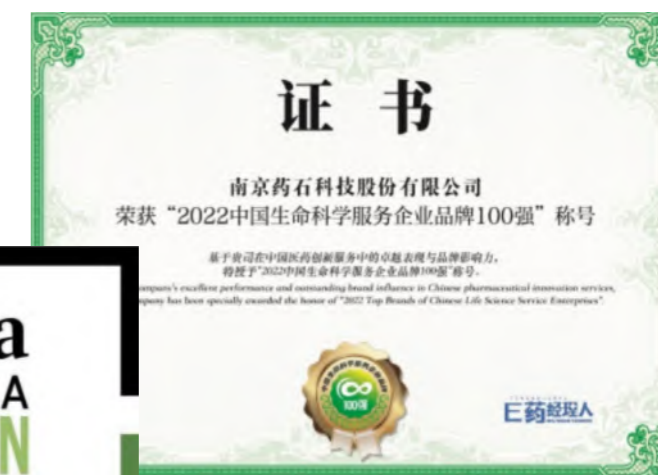 证 书
南京药石科技股份有限公司
荣获“2022中国生命科学服务企业品牌100强”称号
基于贵司在中国医药创新服务中的卓越表现与品牌影响力,
特授予“2022中国生命科学服务企业品牌100强”称号。
ompany's excellent performance and outstanding brand influence in Chinese pharmaceutical innovation services,
mpany has been specially awarded the honor of “2022 Top Brands of Chinese Life Science Service Enterprises”.
100强
E药经理人
a
A
N